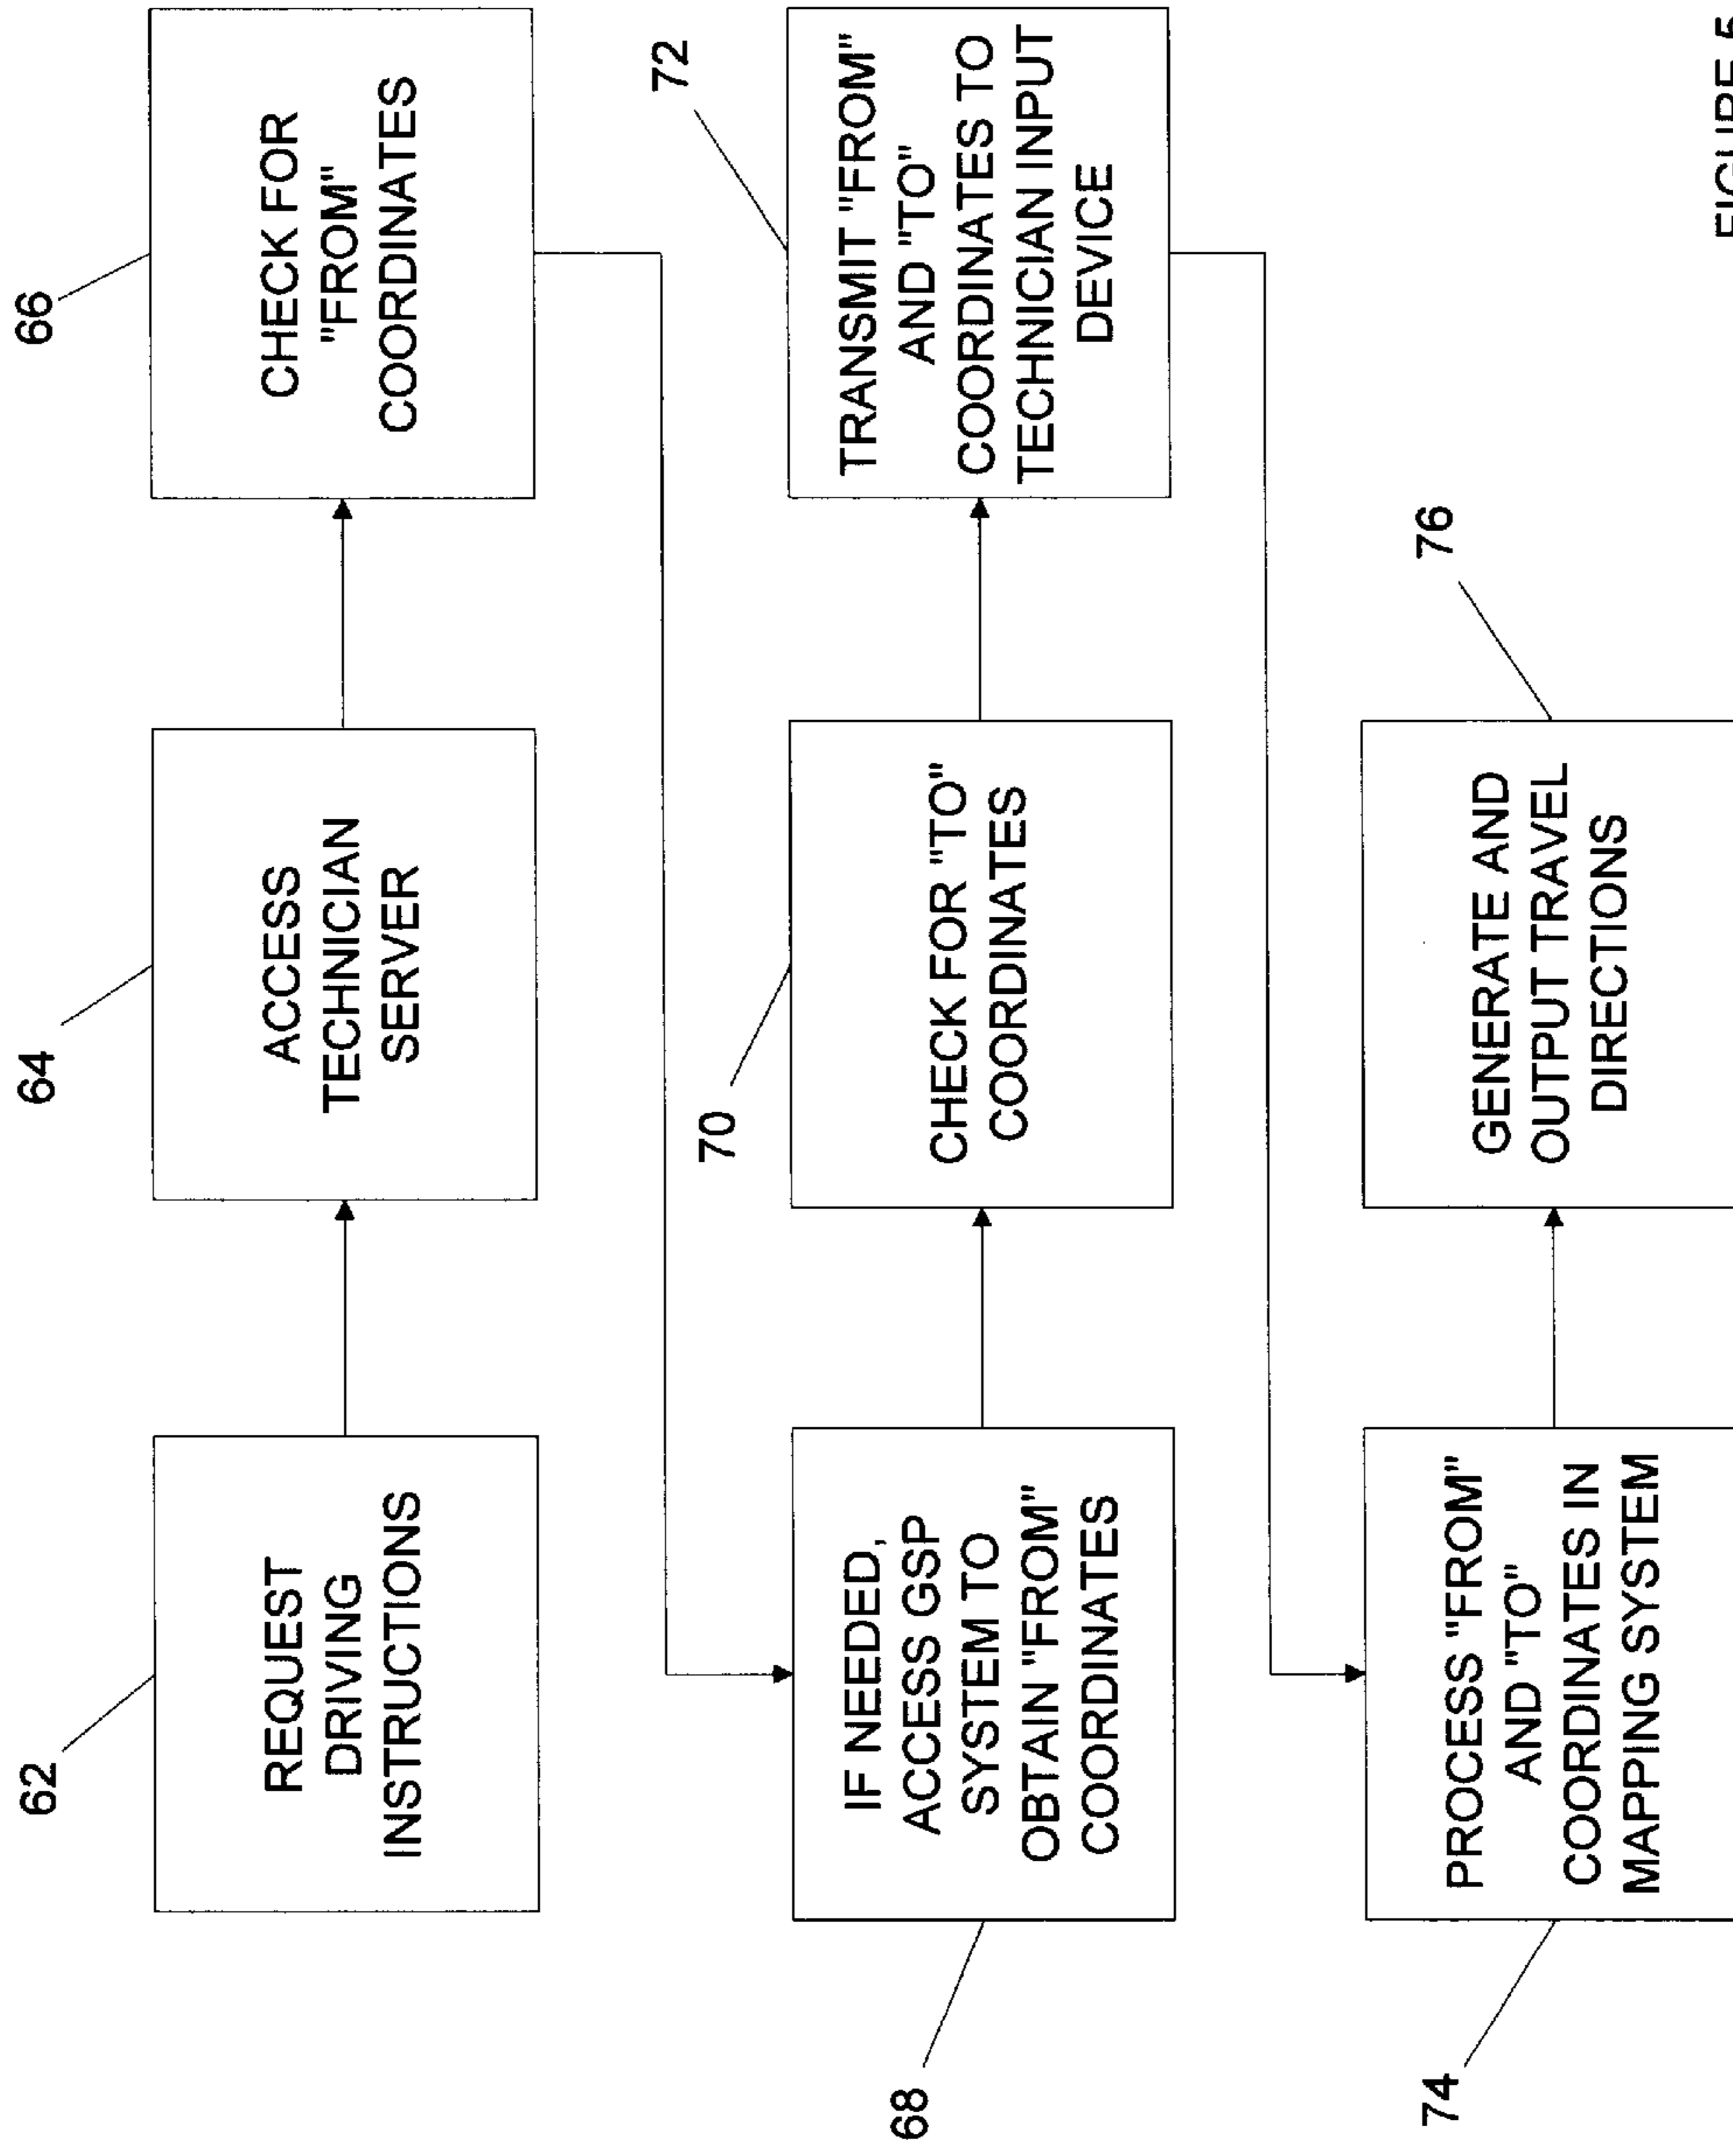 62
REQUEST
DRIVING
INSTRUCTIONS
64
ACCESS
TECHNICIAN
SERVER
66
CHECK FOR
"FROM"
COORDINATES
68
IF NEEDED,
ACCESS GSP
SYSTEM TO
OBTAIN "FROM"
COORDINATES
70
CHECK FOR "TO"
COORDINATES
72
TRANSMIT "FROM"
AND "TO"
COORDINATES TO
TECHNICIAN INPUT
DEVICE
74
PROCESS "FROM"
AND "TO"
COORDINATES IN
MAPPING SYSTEM
76
GENERATE AND
OUTPUT TRAVEL
DIRECTIONS
FIGURE 5